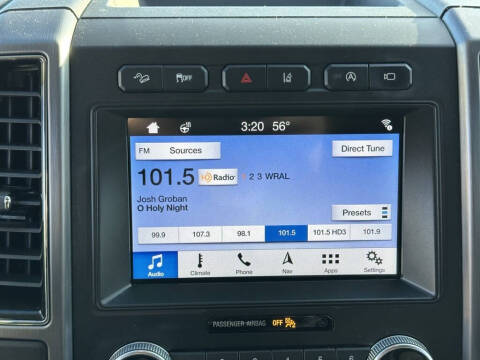 OFF
3:20 56°
FM Sources
Direct Tune
101.5 HD Radio 2 3 WRAL
Josh Groban
O Holy Night
Presets
99.9 107.3 98.1 101.5 101.5 HD3 101.9
Audio Climate Phone Nav Apps Settings
PASSENGER AIRBAG OFF